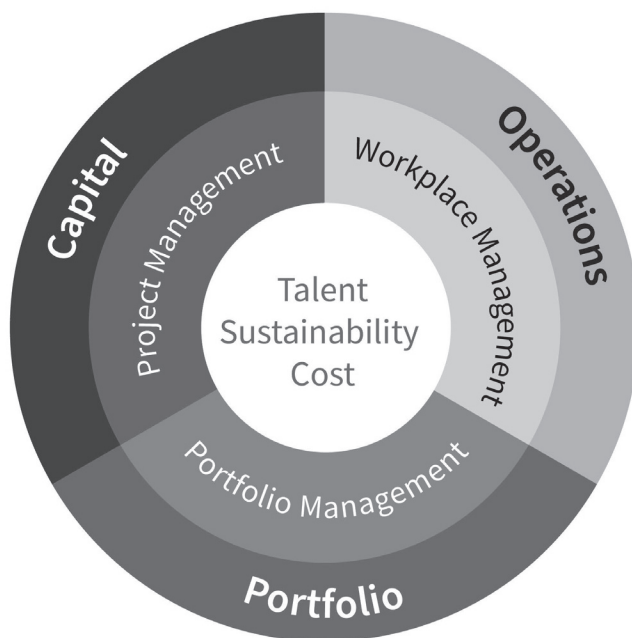 Capital
Operations
Project Management
Workplace Management
Talent
Sustainability
Cost
Portfolio Management
Portfolio